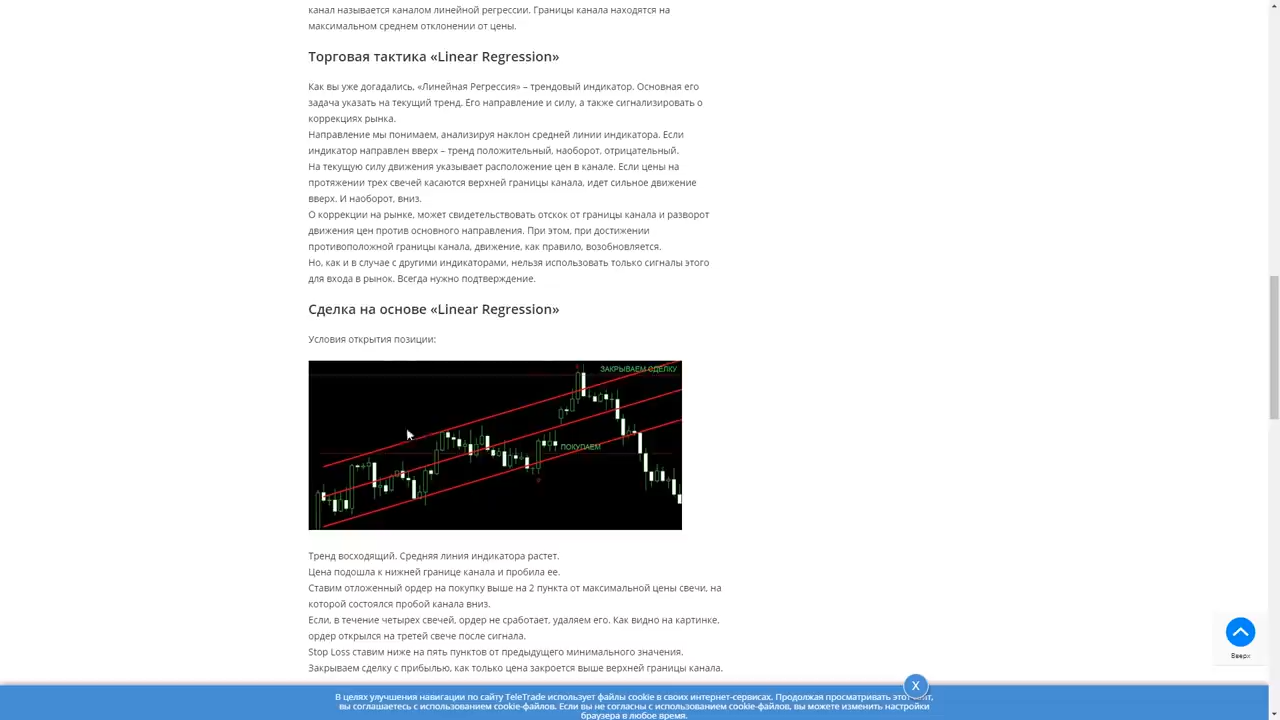 канал называется каналом линейной регрессии. Границы канала находятся на
максимальном среднем отклонении от цены.
Торговая тактика «Linear Regression»
Как вы уже догадались, «Линейная Регрессия» – трендовый индикатор. Основная его
задача указать на текущий тренд. Его направление и силу, а также сигнализировать о
коррекциях рынка.
Направление мы понимаем, анализируя наклон средней линии индикатора. Если
индикатор направлен вверх – тренд положительный, наоборот, отрицательный.
На текущую силу движения указывает расположение цен в канале. Если цены на
протяжении трех свечей касаются верхней границы канала, идет сильное движение
вверх. И наоборот, вниз.
О коррекции на рынке, может свидетельствовать отскок от границы канала и разворот
движения цен против основного направления. При этом, при достижении
противоположной границы канала, движение, как правило, возобновляется.
Но, как и в случае с другими индикаторами, нельзя использовать только сигналы этого
для входа в рынок. Всегда нужно подтверждение.
Сделка на основе «Linear Regression»
Условия открытия позиции:
ЗАКРЫВАЕМ СДЕЛКУ
ПОКУПАЕМ
Тренд восходящий. Средняя линия индикатора растет.
Цена подошла к нижней границе канала и пробила ее.
Ставим отложенный ордер на покупку выше на 2 пункта от максимальной цены свечи, на
которой состоялся пробой канала вниз.
Если, в течение четырех свечей, ордер не сработает, удаляем его. Как видно на картинке,
ордер открылся на третей свече после сигнала.
Stop Loss ставим ниже на пять пунктов от предыдущего минимального значения.
Закрываем сделку с прибылью, как только цена закроется выше верхней границы канала.
Вверх
X
В целях улучшения навигации по сайту TeleTrade использует файлы cookie в своих интернет-сервисах. Продолжая просматривать этот сайт,
вы соглашаетесь с использованием cookie-файлов. Если вы не согласны с использованием cookie-файлов, вы можете изменить настройки
браузера в любое время.